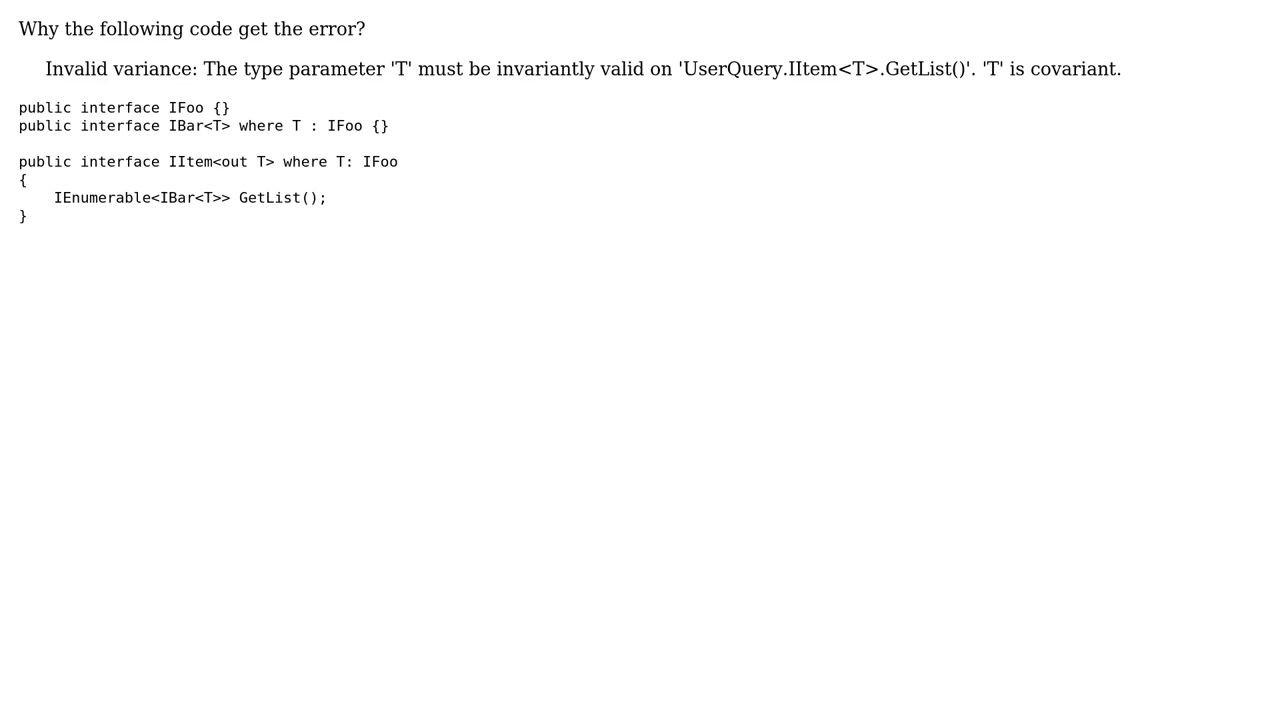 Why the following code get the error?
Invalid variance: The type parameter 'T' must be invariantly valid on 'UserQuery.IItem<T>.GetList()'. 'T' is covariant.
public interface IFoo {}
public interface IBar<T> where T : IFoo {}
public interface IItem<out T> where T: IFoo
{
    IEnumerable<IBar<T>> GetList();
}